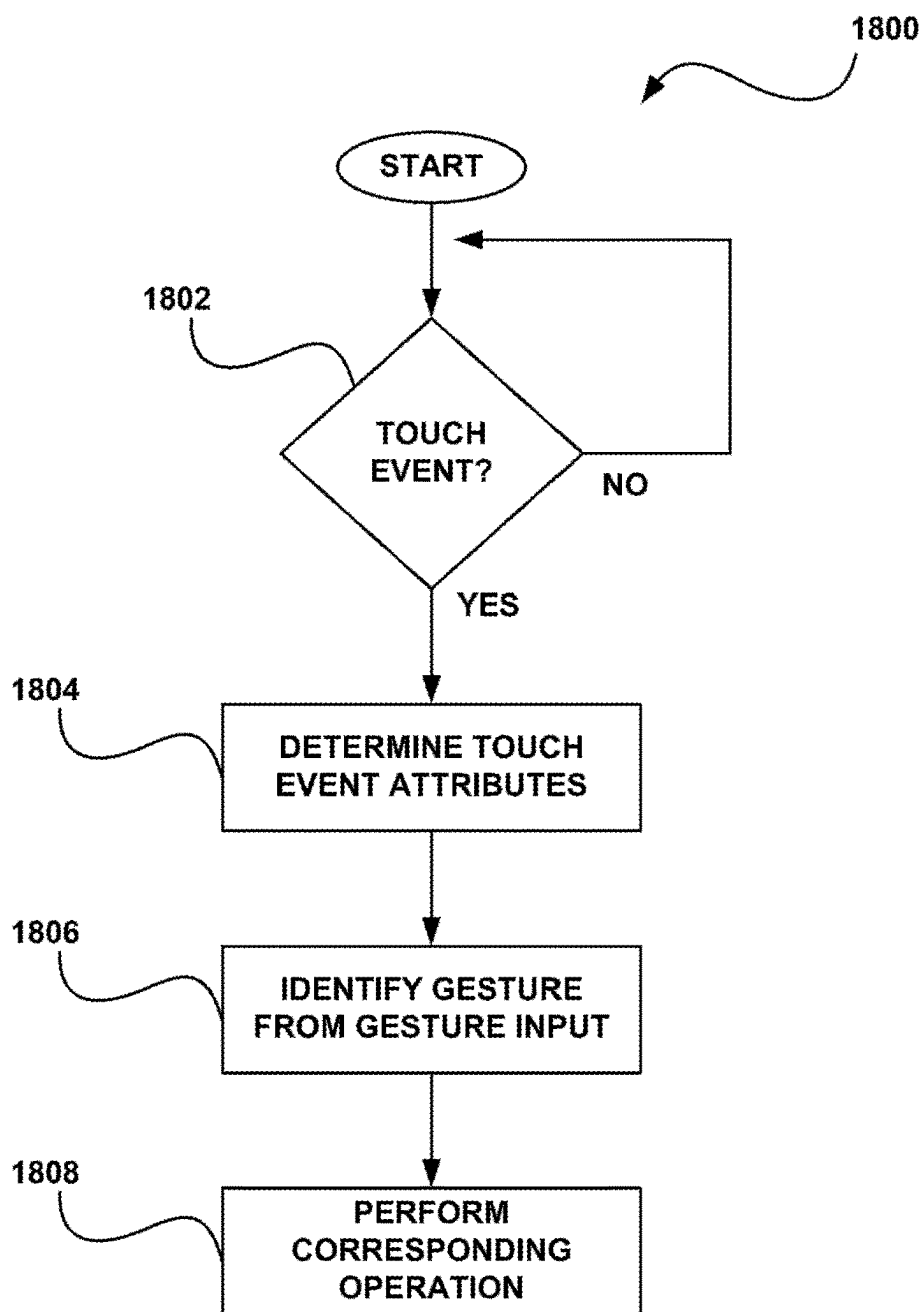 1800
START
1802
TOUCH
EVENT?
NO
YES
1804
DETERMINE TOUCH
EVENT ATTRIBUTES
1806
IDENTIFY GESTURE
FROM GESTURE INPUT
1808
PERFORM
CORRESPONDING
OPERATION